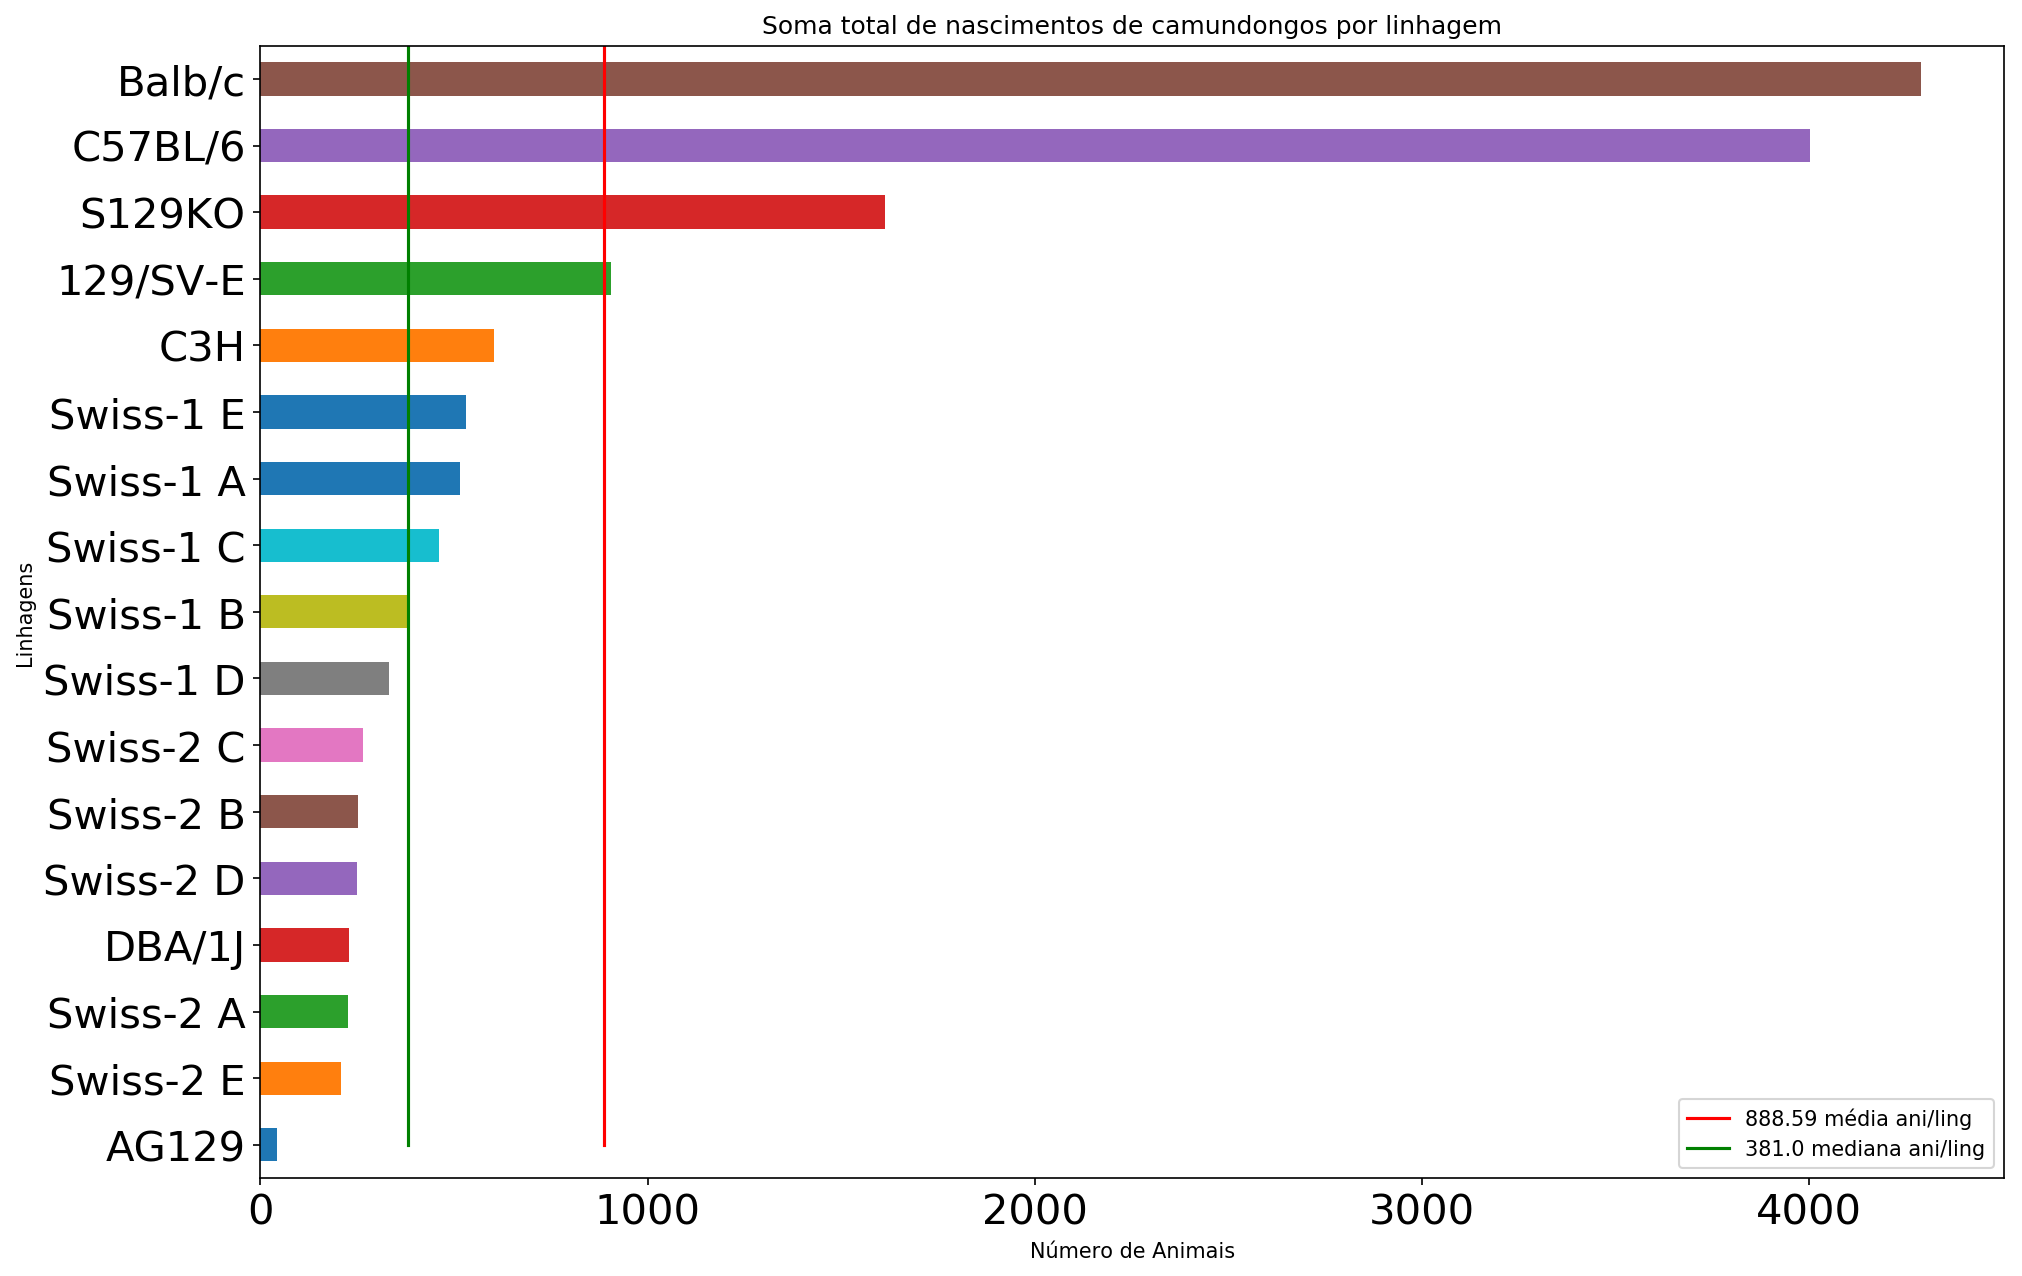 Soma total de nascimentos de camundongos por linhagem
Linhagens
Balb/c
C57BL/6
S129KO
129/SV-E
C3H
Swiss-1 E
Swiss-1 A
Swiss-1 C
Swiss-1 B
Swiss-1 D
Swiss-2 C
Swiss-2 B
Swiss-2 D
DBA/1J
Swiss-2 A
Swiss-2 E
AG129
888.59 média ani/ling
381.0 mediana ani/ling
0 1000 2000 3000 4000
Número de Animais